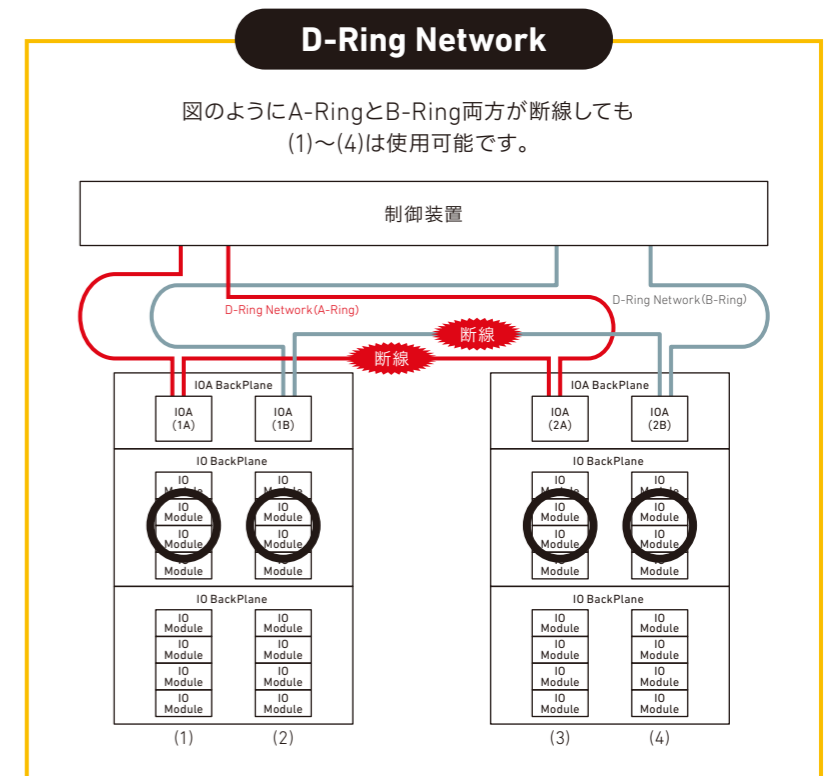 D-Ring Network
図のようにA-RingとB-Ring両方が断線しても
(1)〜(4)は使用可能です。
制御装置
D-Ring Network(A-Ring)
D-Ring Network(B-Ring)
断線
断線
IOA BackPlane
IOA
(1A)
IOA
(1B)
IO BackPlane
IO
Module
IO
Module
IO
Module
IO
Module
IO
Module
IO
Module
IO
Module
IO
Module
IO BackPlane
IO
Module
IO
Module
IO
Module
IO
Module
IO
Module
IO
Module
IO
Module
IO
Module
(1)
(2)
IOA BackPlane
IOA
(2A)
IOA
(2B)
IO BackPlane
IO
Module
IO
Module
IO
Module
IO
Module
IO
Module
IO
Module
IO
Module
IO
Module
IO BackPlane
IO
Module
IO
Module
IO
Module
IO
Module
IO
Module
IO
Module
IO
Module
IO
Module
(3)
(4)